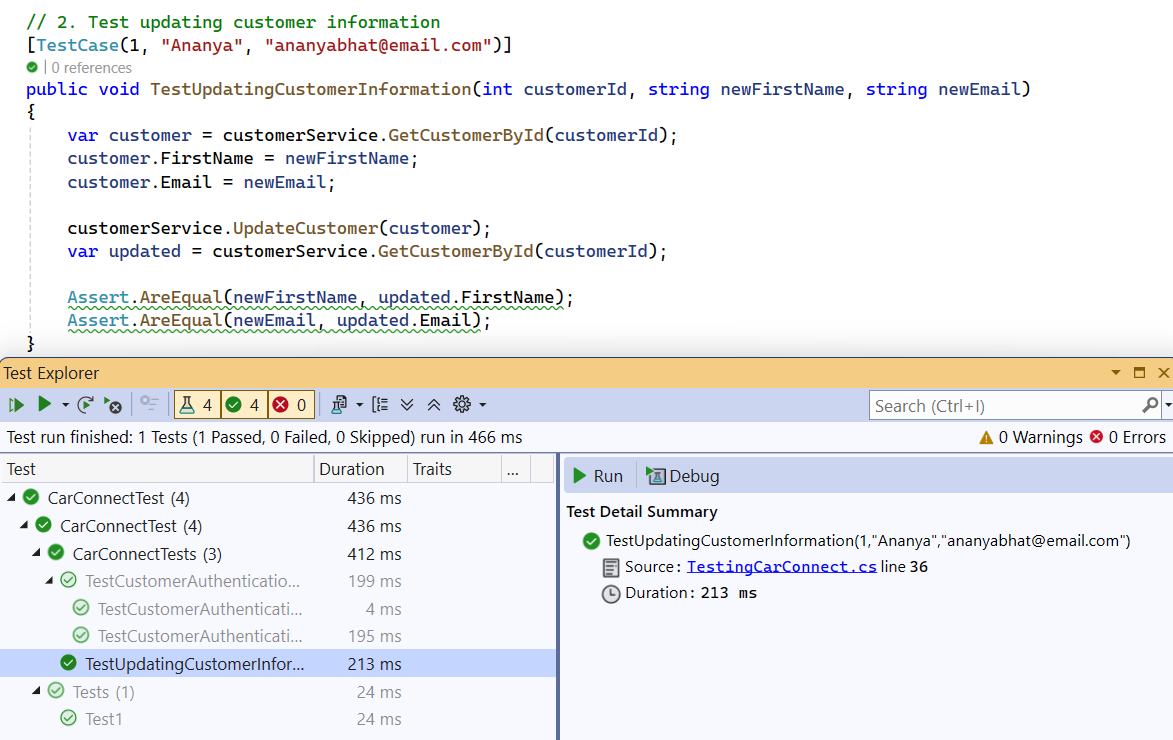 // 2. Test updating customer information
[TestCase(1, "Ananya", "ananyabhat@email.com")]
| 0 references
public void TestUpdatingCustomerInformation(int customerId, string newFirstName, string newEmail)
{
var customer = customerService.GetCustomerById(customerId);
customer.FirstName = newFirstName;
customer.Email = newEmail;
customerService.UpdateCustomer(customer);
var updated = customerService.GetCustomerById(customerId);
Assert.AreEqual(newFirstName, updated.FirstName);
Assert.AreEqual(newEmail, updated.Email);
}
Test Explorer
4 4 0
Search (Ctrl+I)
Test run finished: 1 Tests (1 Passed, 0 Failed, 0 Skipped) run in 466 ms
0 Warnings 0 Errors
Test Duration Traits ...
CarConnectTest (4) 436 ms
CarConnectTest (4) 436 ms
CarConnectTests (3) 412 ms
TestCustomerAuthenticatio... 199 ms
TestCustomerAuthenticati... 4 ms
TestCustomerAuthenticati... 195 ms
TestUpdatingCustomerInfor... 213 ms
Tests (1) 24 ms
Test1 24 ms
Run Debug
Test Detail Summary
TestUpdatingCustomerInformation(1,"Ananya","ananyabhat@email.com")
Source: TestingCarConnect.cs line 36
Duration: 213 ms